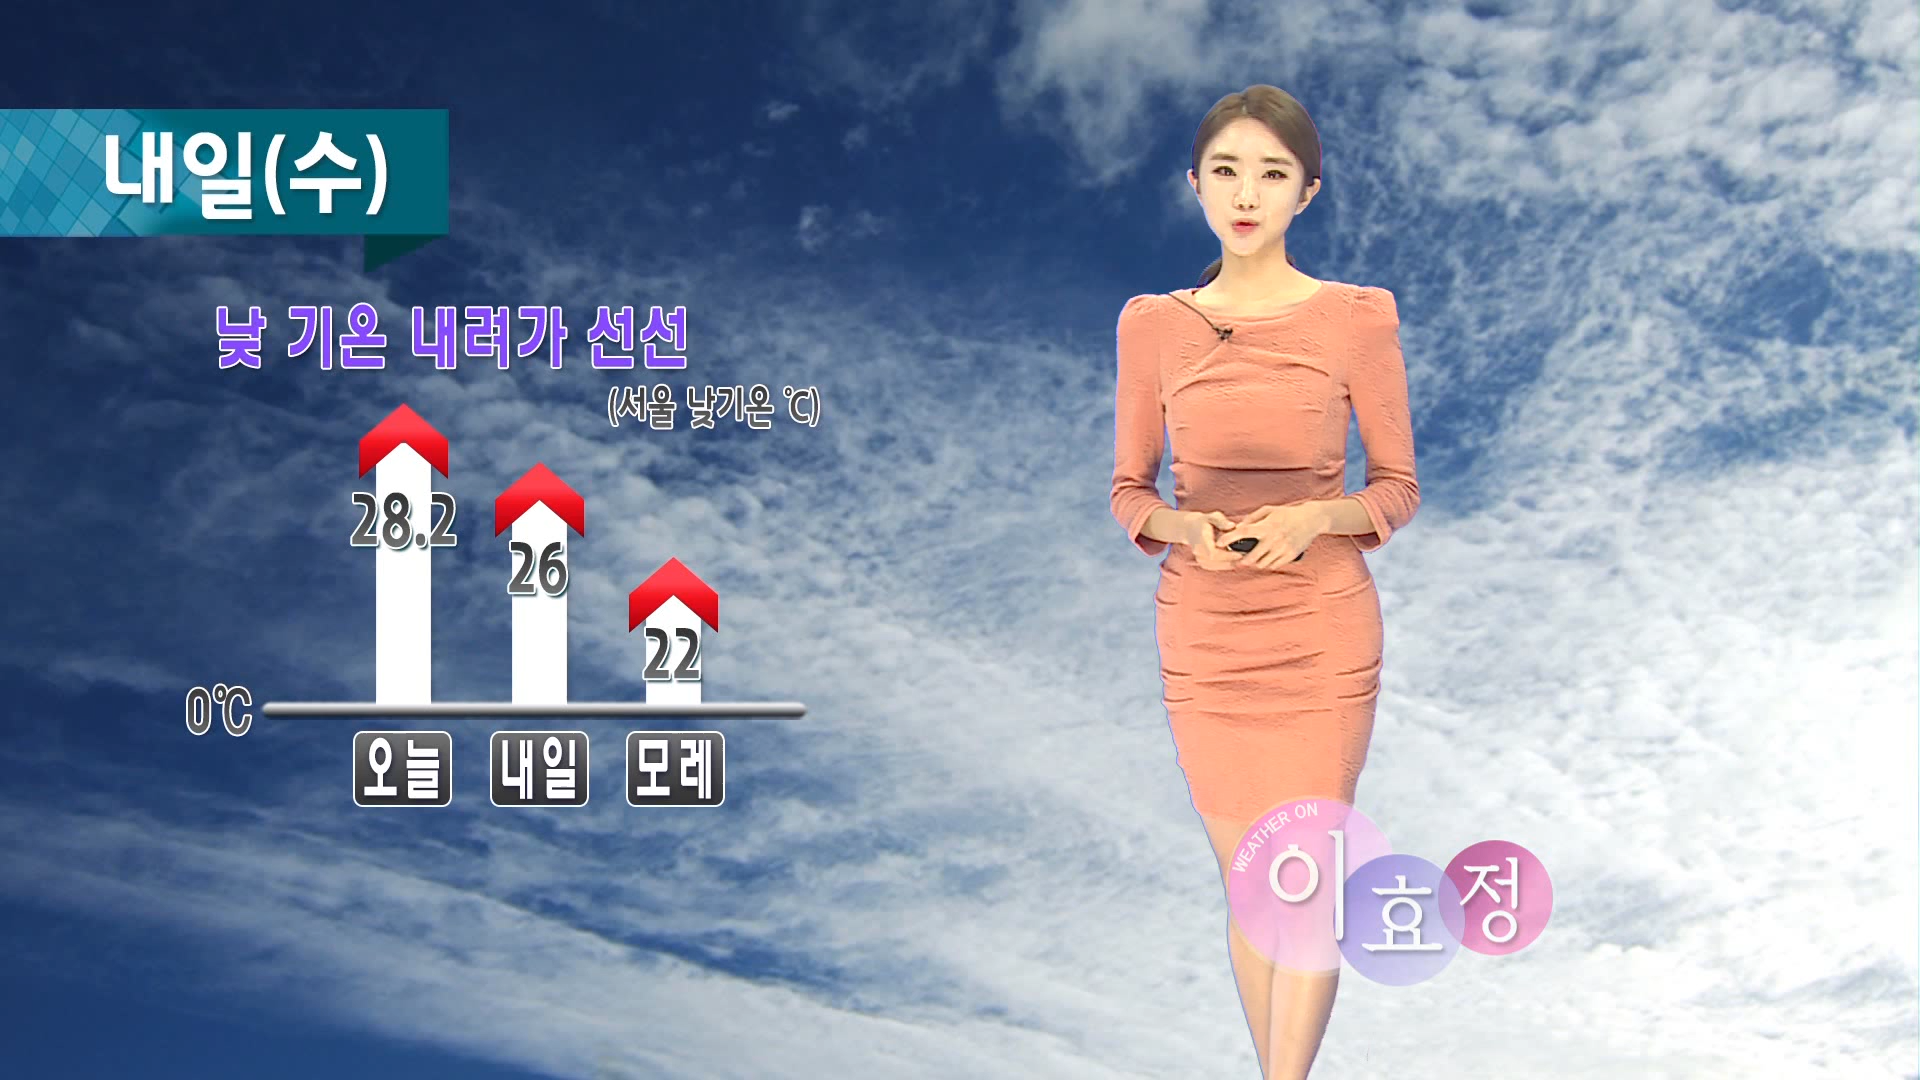 내일(수)
낮 기온 내려가 선선
(서울 낮기온 ℃)
28.2
26
22
0℃
오늘 내일 모레
WEATHER ON
이효정